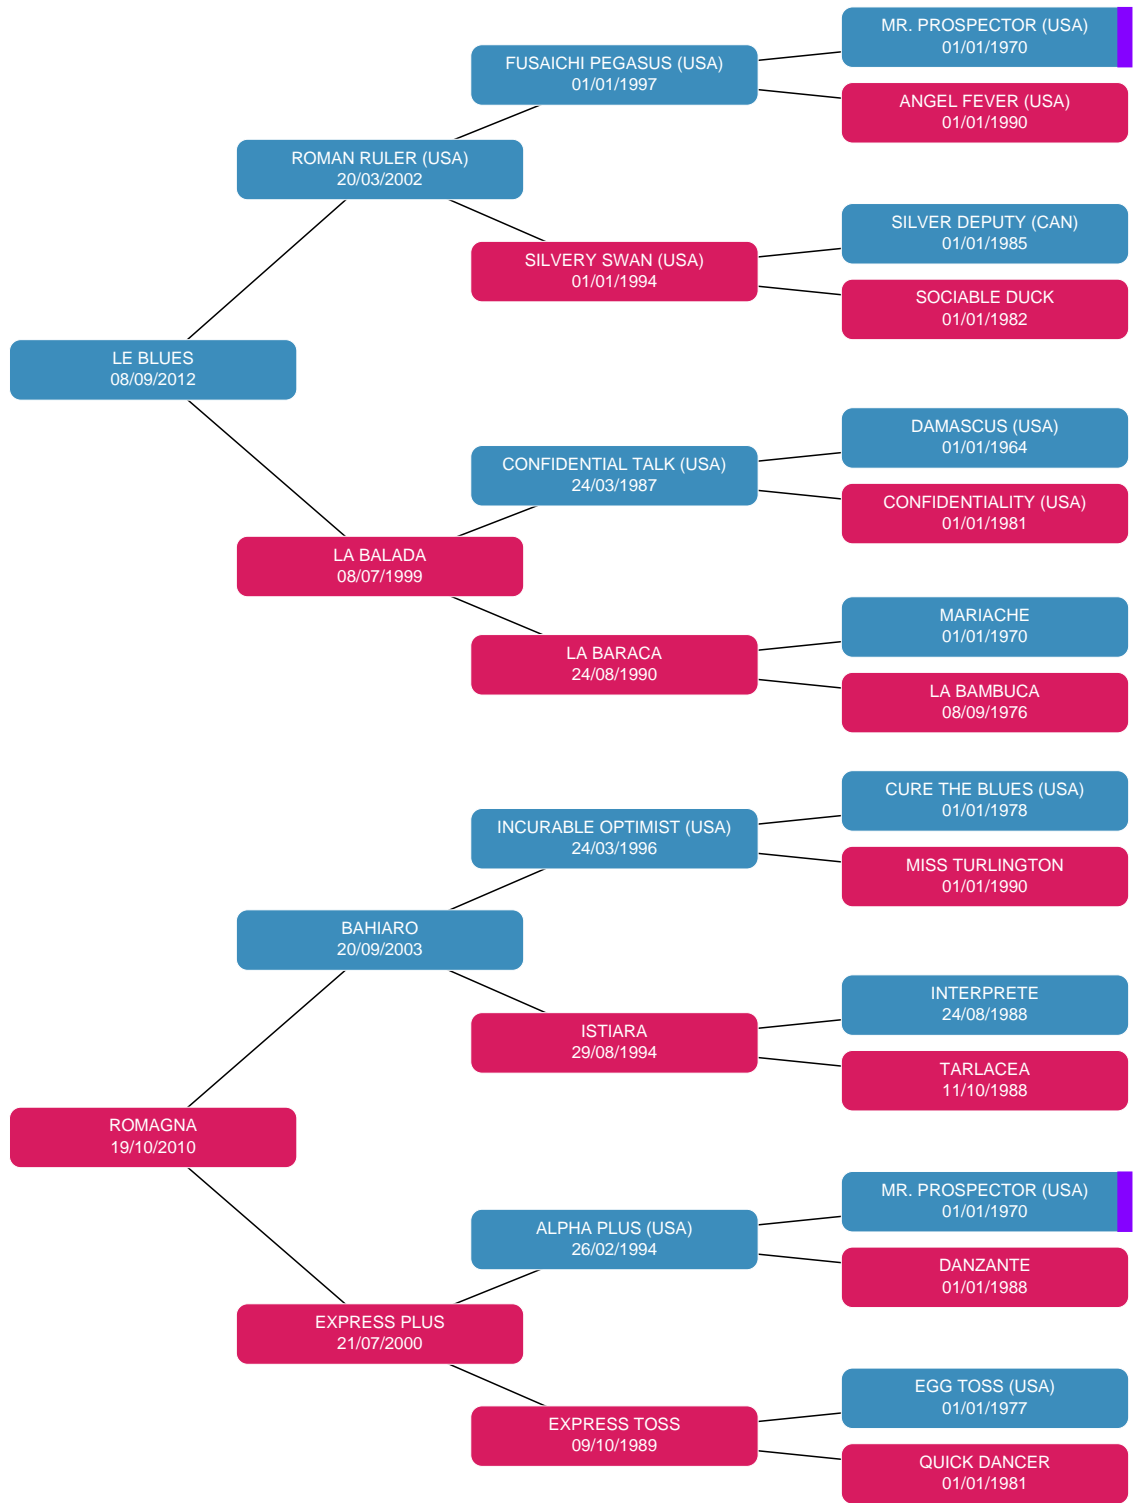 MR. PROSPECTOR (USA)
01/01/1970
FUSAICHI PEGASUS (USA)
01/01/1997
ANGEL FEVER (USA)
01/01/1990
ROMAN RULER (USA)
20/03/2002
SILVER DEPUTY (CAN)
01/01/1985
SILVERY SWAN (USA)
01/01/1994
SOCIABLE DUCK
01/01/1982
LE BLUES
08/09/2012
DAMASCUS (USA)
01/01/1964
CONFIDENTIAL TALK (USA)
24/03/1987
CONFIDENTIALITY (USA)
01/01/1981
LA BALADA
08/07/1999
MARIACHE
01/01/1970
LA BARACA
24/08/1990
LA BAMBUCA
08/09/1976
CURE THE BLUES (USA)
01/01/1978
INCURABLE OPTIMIST (USA)
24/03/1996
MISS TURLINGTON
01/01/1990
BAHIARO
20/09/2003
INTERPRETE
24/08/1988
ISTIARA
29/08/1994
TARLACEA
11/10/1988
ROMAGNA
19/10/2010
MR. PROSPECTOR (USA)
01/01/1970
ALPHA PLUS (USA)
26/02/1994
DANZANTE
01/01/1988
EXPRESS PLUS
21/07/2000
EGG TOSS (USA)
01/01/1977
EXPRESS TOSS
09/10/1989
QUICK DANCER
01/01/1981